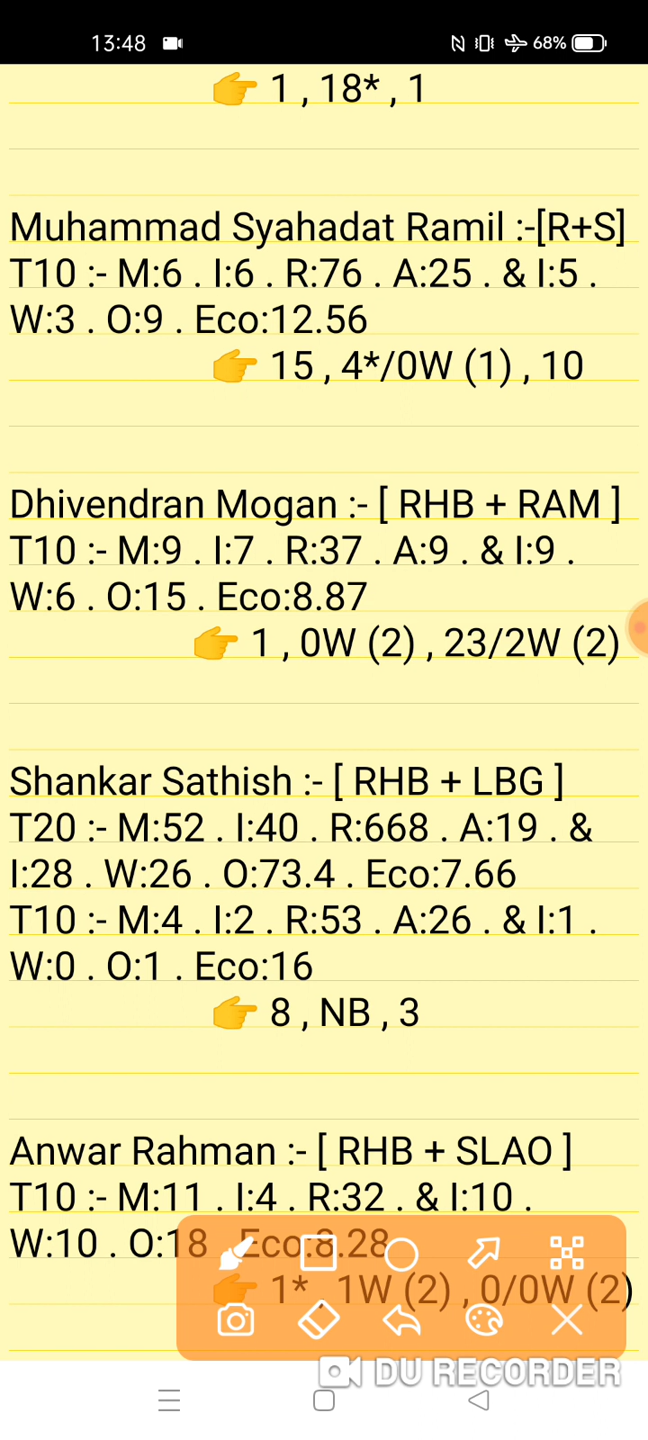 13:48 68%
👉 1 , 18* , 1
Muhammad Syahadat Ramil :-[R+S]
T10 :- M:6 . I:6 . R:76 . A:25 . & I:5 .
W:3 . O:9 . Eco:12.56
👉 15 , 4*/0W (1) , 10
Dhivendran Mogan :- [ RHB + RAM ]
T10 :- M:9 . I:7 . R:37 . A:9 . & I:9 .
W:6 . O:15 . Eco:8.87
👉 1 , 0W (2) , 23/2W (2)
Shankar Sathish :- [ RHB + LBG ]
T20 :- M:52 . I:40 . R:668 . A:19 . &
I:28 . W:26 . O:73.4 . Eco:7.66
T10 :- M:4 . I:2 . R:53 . A:26 . & I:1 .
W:0 . O:1 . Eco:16
👉 8 , NB , 3
Anwar Rahman :- [ RHB + SLAO ]
T10 :- M:11 . I:4 . R:32 . & I:10 .
W:10 . O:18 . Eco:8.28
👉 1* , 1W (2) , 0/0W (2)
DU RECORDER